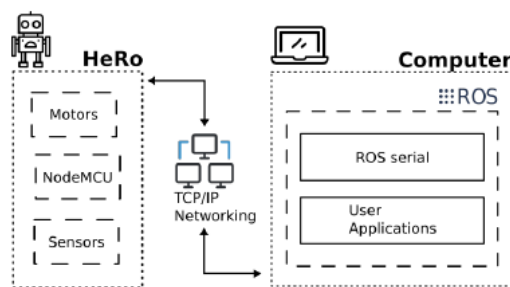 HeRo
Motors
NodeMCU
Sensors
TCP/IP
Networking
Computer
ROS
ROS serial
User
Applications